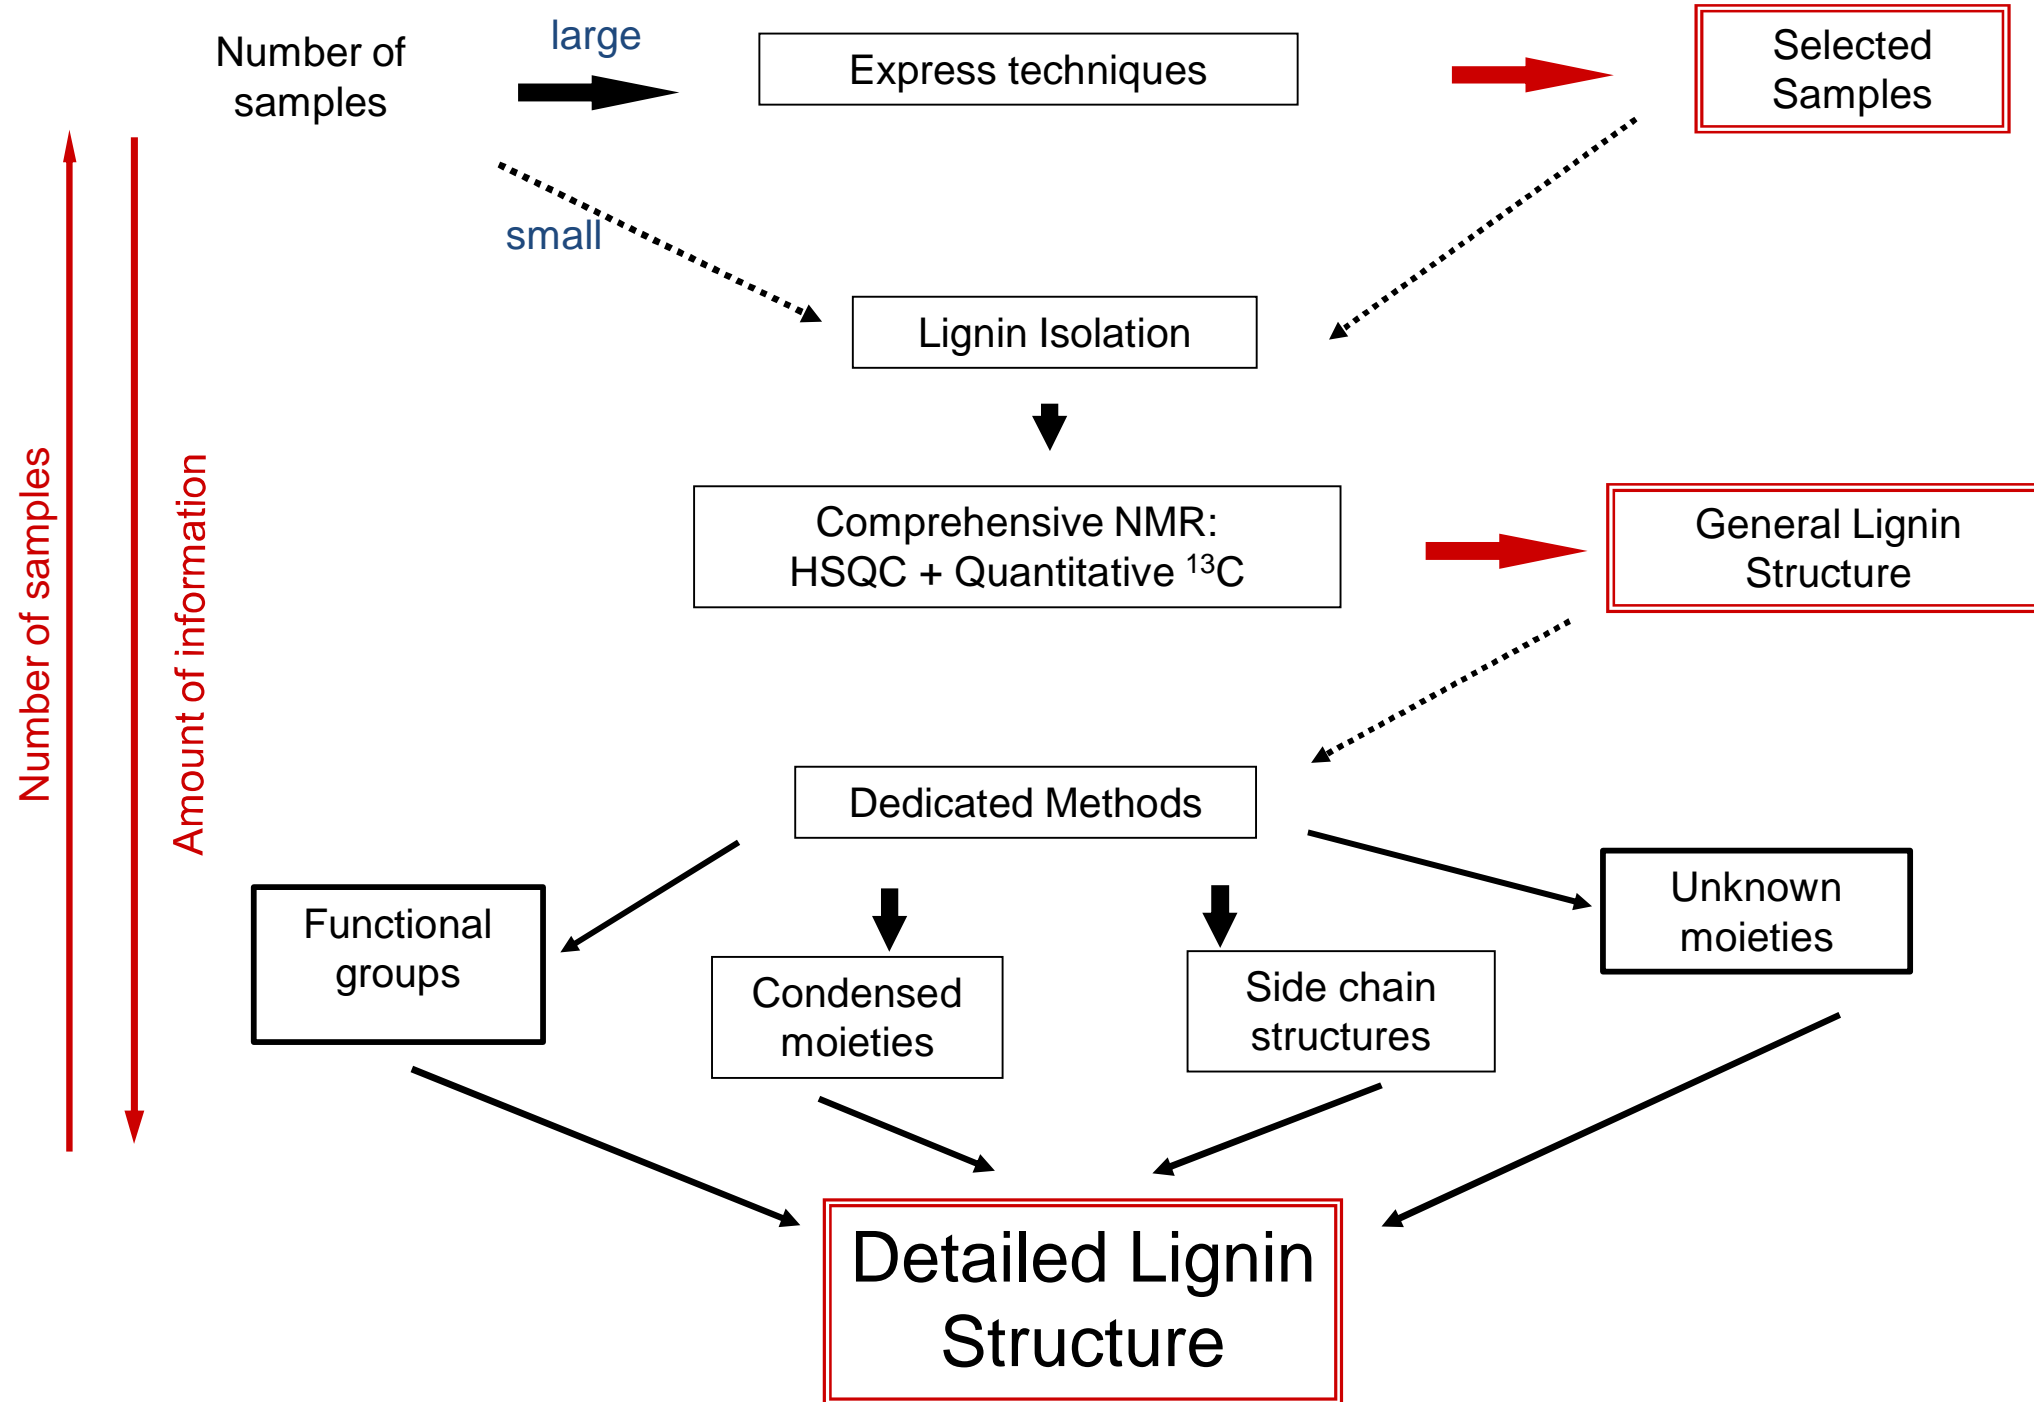 Number of
samples
large
Express techniques
Selected
Samples
small
Lignin Isolation
Number of samples
Amount of information
Comprehensive NMR:
HSQC + Quantitative ¹³C
General Lignin
Structure
Dedicated Methods
Functional
groups
Condensed
moieties
Side chain
structures
Unknown
moieties
Detailed Lignin
Structure